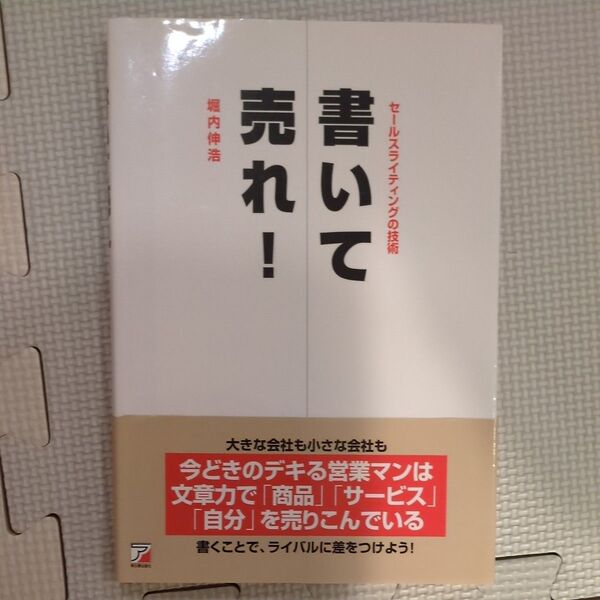 セールスライティングの技術
書いて
売れ!
堀内伸浩
大きな会社も小さな会社も
今どきのデキる営業マンは
文章力で「商品」「サービス」
「自分」を売りこんでいる
書くことで、ライバルに差をつけよう!